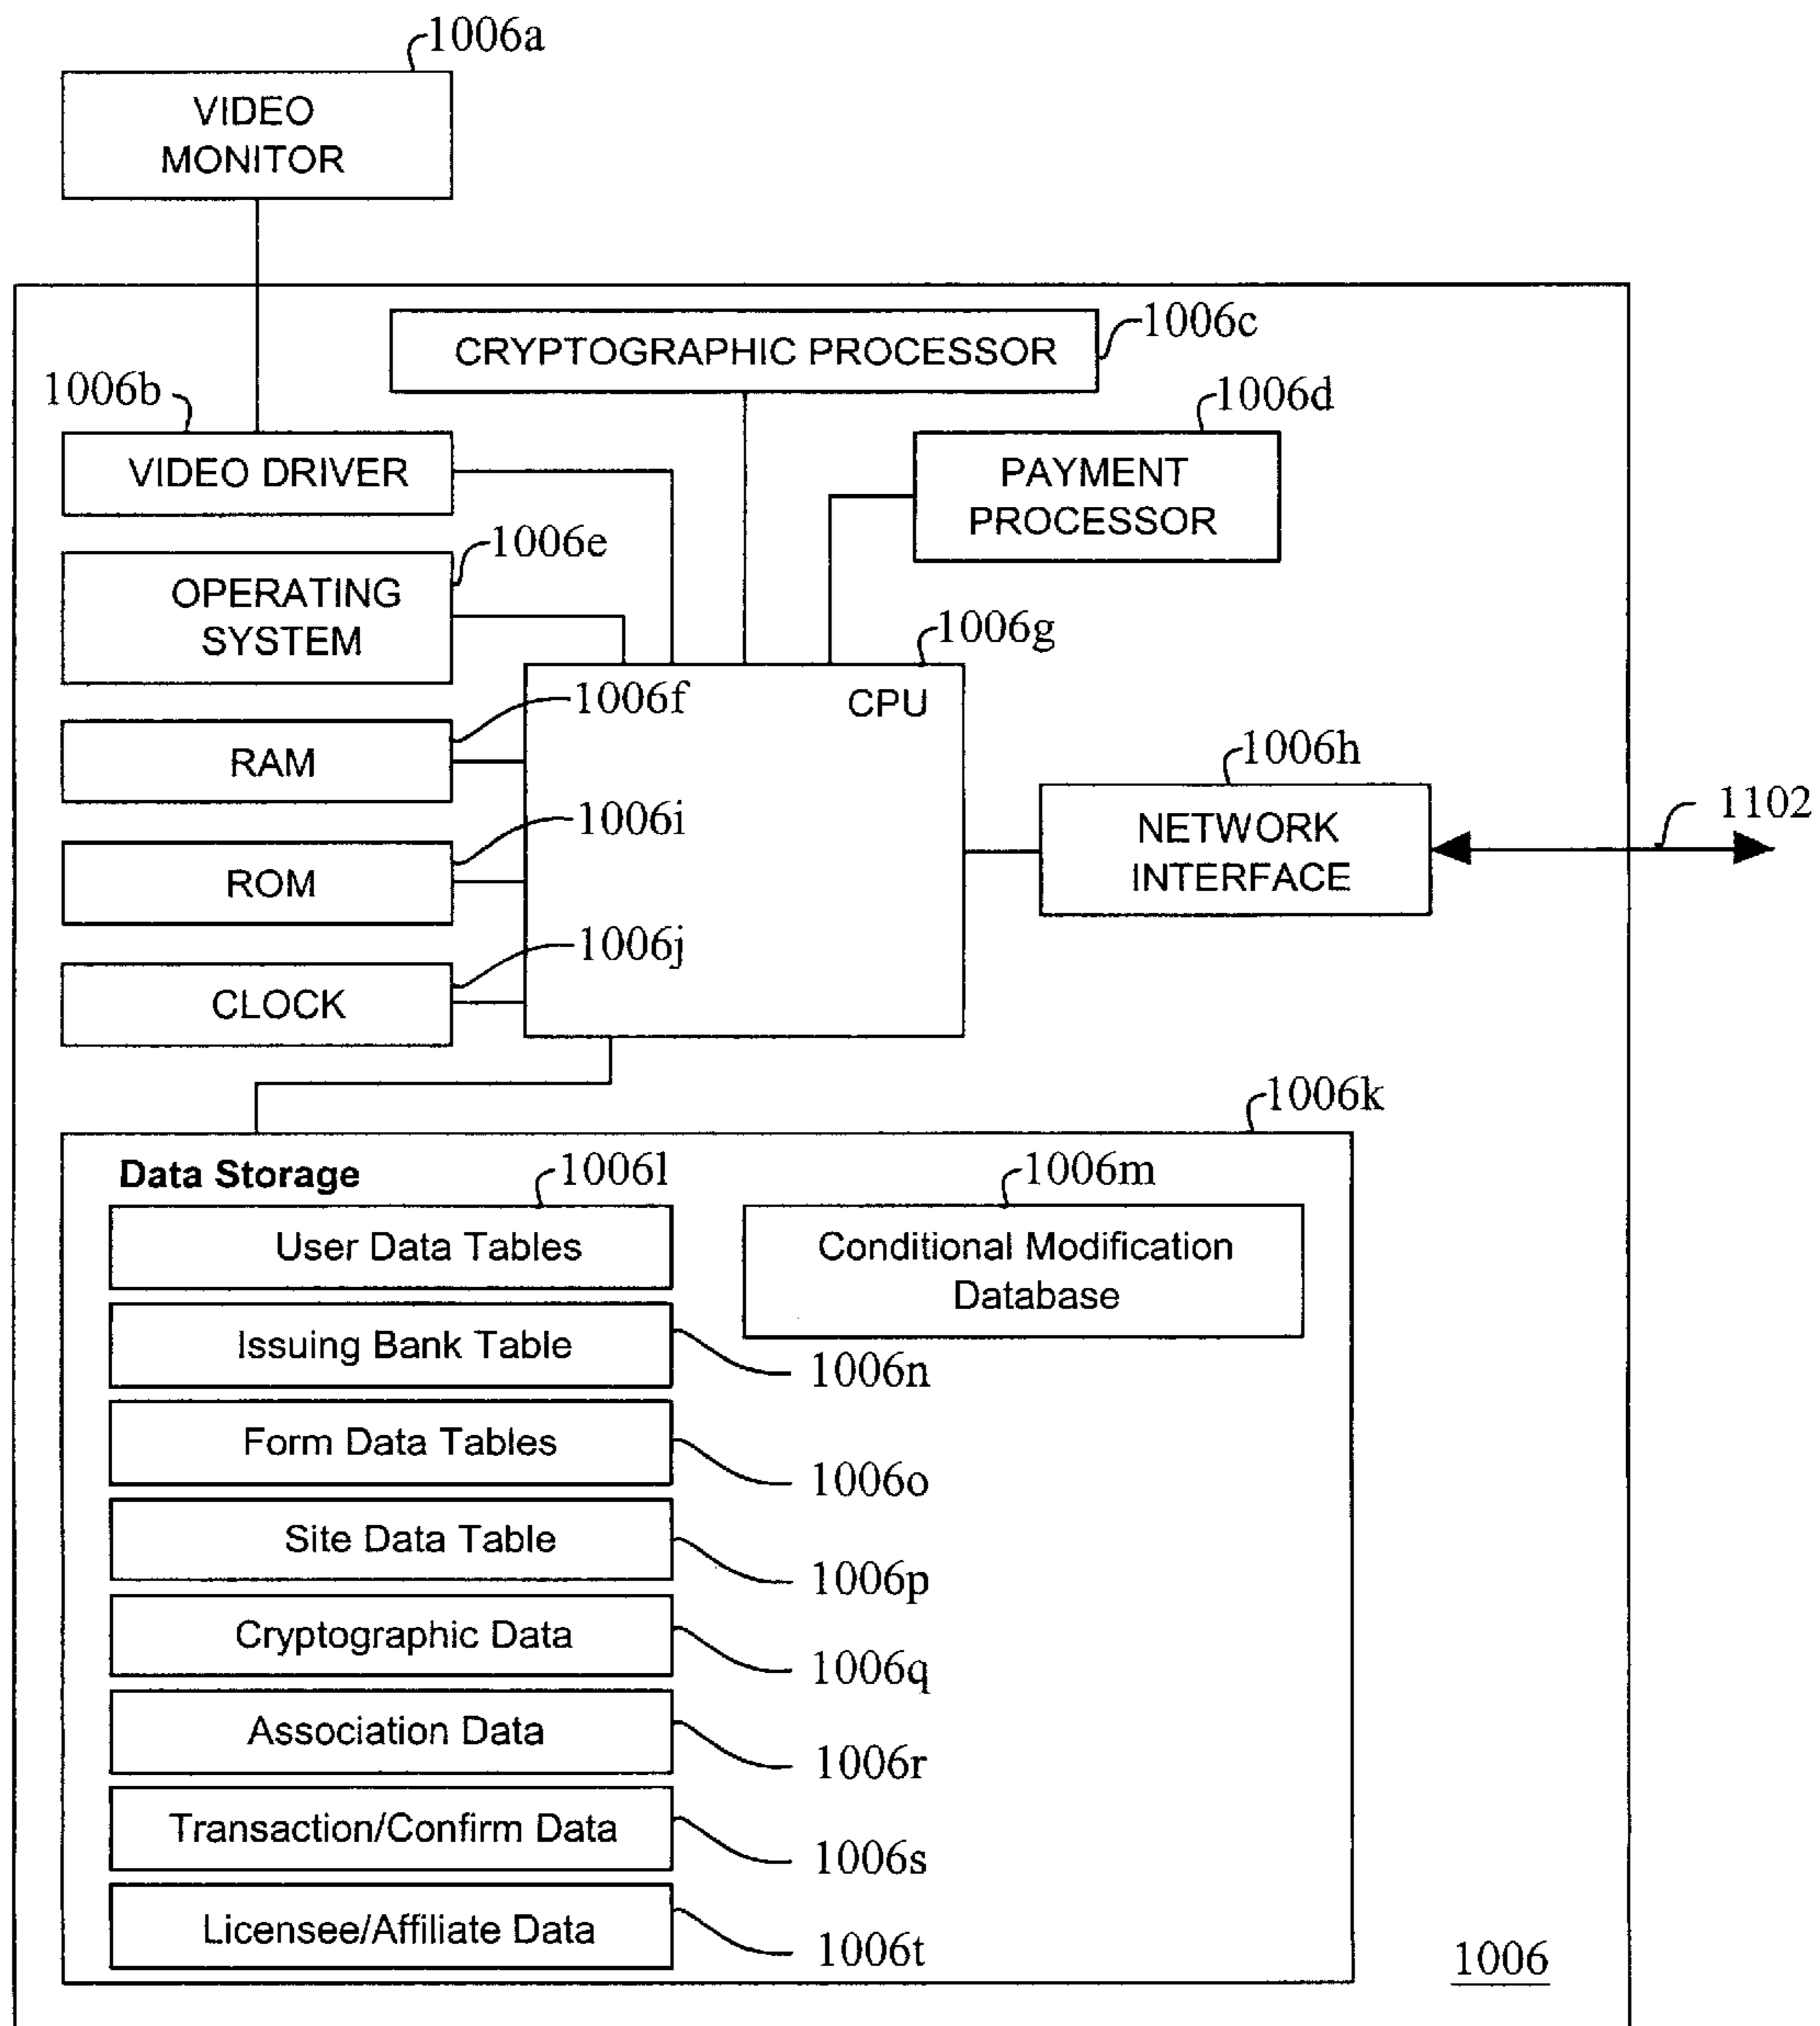 1006a
VIDEO
MONITOR
CRYPTOGRAPHIC PROCESSOR
1006c
1006b
1006d
VIDEO DRIVER
PAYMENT
PROCESSOR
1006e
OPERATING
SYSTEM
1006g
CPU
1006f
RAM
1006h
1102
1006i
NETWORK
INTERFACE
ROM
1006j
CLOCK
1006k
Data Storage
1006l
1006m
User Data Tables
Conditional Modification
Database
Issuing Bank Table
1006n
Form Data Tables
1006o
Site Data Table
1006p
Cryptographic Data
1006q
Association Data
1006r
Transaction/Confirm Data
1006s
Licensee/Affiliate Data
1006t
1006